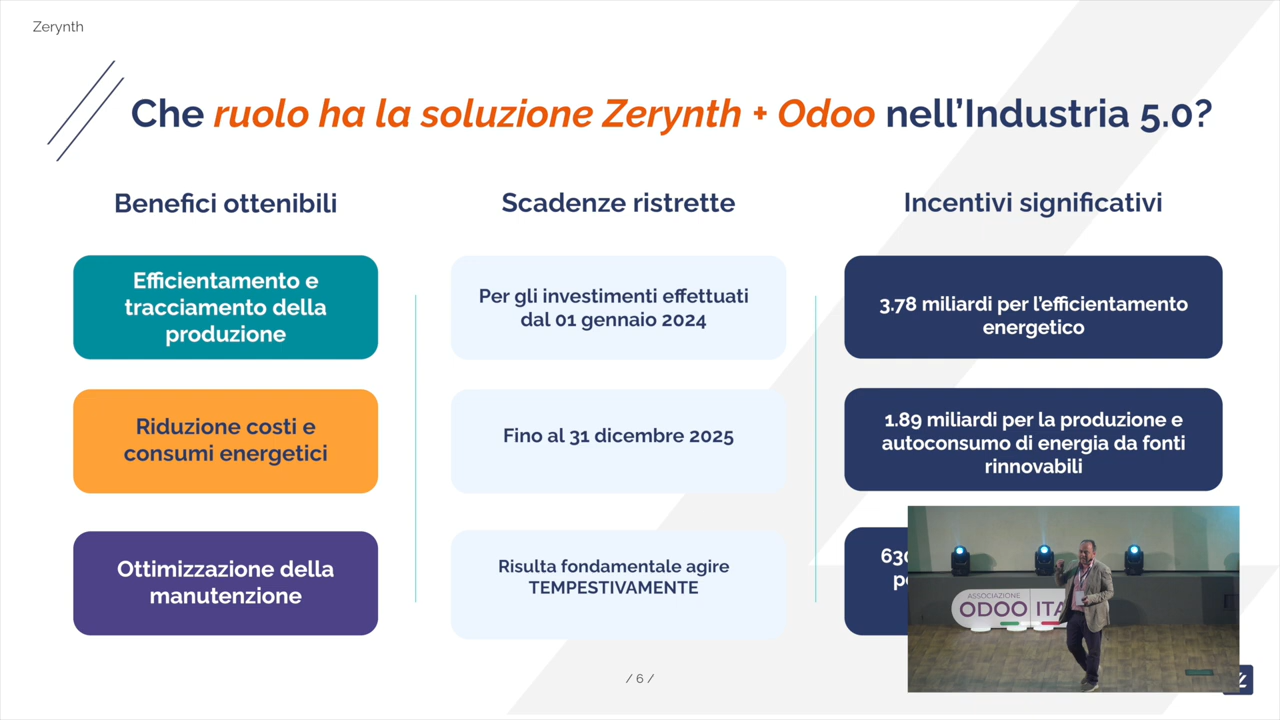 Zerynth
Che ruolo ha la soluzione Zerynth + Odoo nell'Industria 5.0?
Benefici ottenibili
Efficientamento e
tracciamento della
produzione
Riduzione costi e
consumi energetici
Ottimizzazione della
manutenzione
Scadenze ristrette
Per gli investimenti effettuati
dal 01 gennaio 2024
Fino al 31 dicembre 2025
Risulta fondamentale agire
TEMPESTIVAMENTE
Incentivi significativi
3.78 miliardi per l'efficientamento
energetico
1.89 miliardi per la produzione e
autoconsumo di energia da fonti
rinnovabili
ASSOCIAZIONE
ODOO
/ 6 /